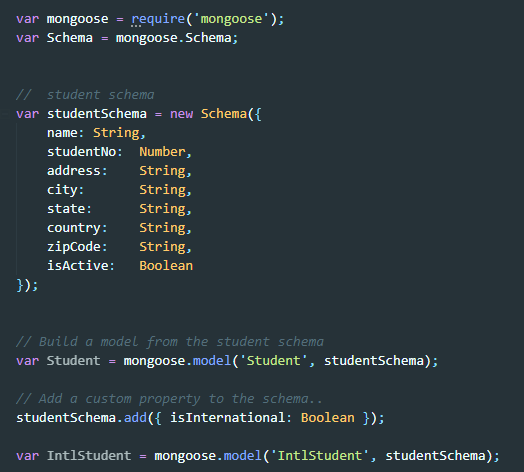 var mongoose = require('mongoose');
var Schema = mongoose.Schema;
//  student schema
var studentSchema = new Schema({
    name: String,
    studentNo:  Number,
    address:    String,
    city:       String,
    state:      String,
    country:    String,
    zipCode:    String,
    isActive:   Boolean
});
// Build a model from the student schema
var Student = mongoose.model('Student', studentSchema);
// Add a custom property to the schema..
studentSchema.add({ isInternational: Boolean });
var IntlStudent = mongoose.model('IntlStudent', studentSchema);